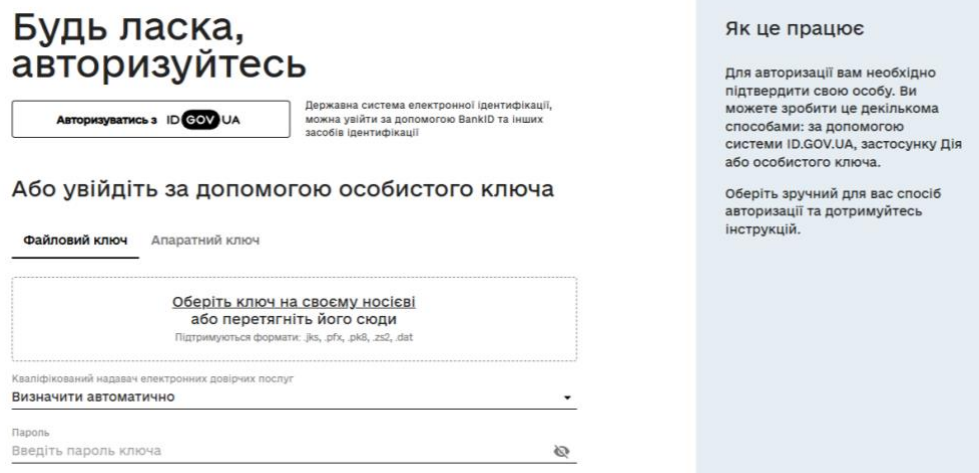 Будь ласка,
авторизуйтесь
Авторизуватись з ID GOV UA
Державна система електронної ідентифікації,
можна увійти за допомогою BankID та інших
засобів ідентифікації
Або увійдіть за допомогою особистого ключа
Файловий ключ Апаратний ключ
Оберіть ключ на своєму носієві
або перетягніть його сюди
Підтримуються формати: .jks, .pfx, .pk8, .zs2, .dat
Кваліфікований надавач електронних довірчих послуг
Визначити автоматично
Пароль
Введіть пароль ключа
Як це працює
Для авторизації вам необхідно
підтвердити свою особу. Ви
можете зробити це декількома
способами: за допомогою
системи ID.GOV.UA, застосунку Дія
або особистого ключа.
Оберіть зручний для вас спосіб
авторизації та дотримуйтесь
інструкцій.